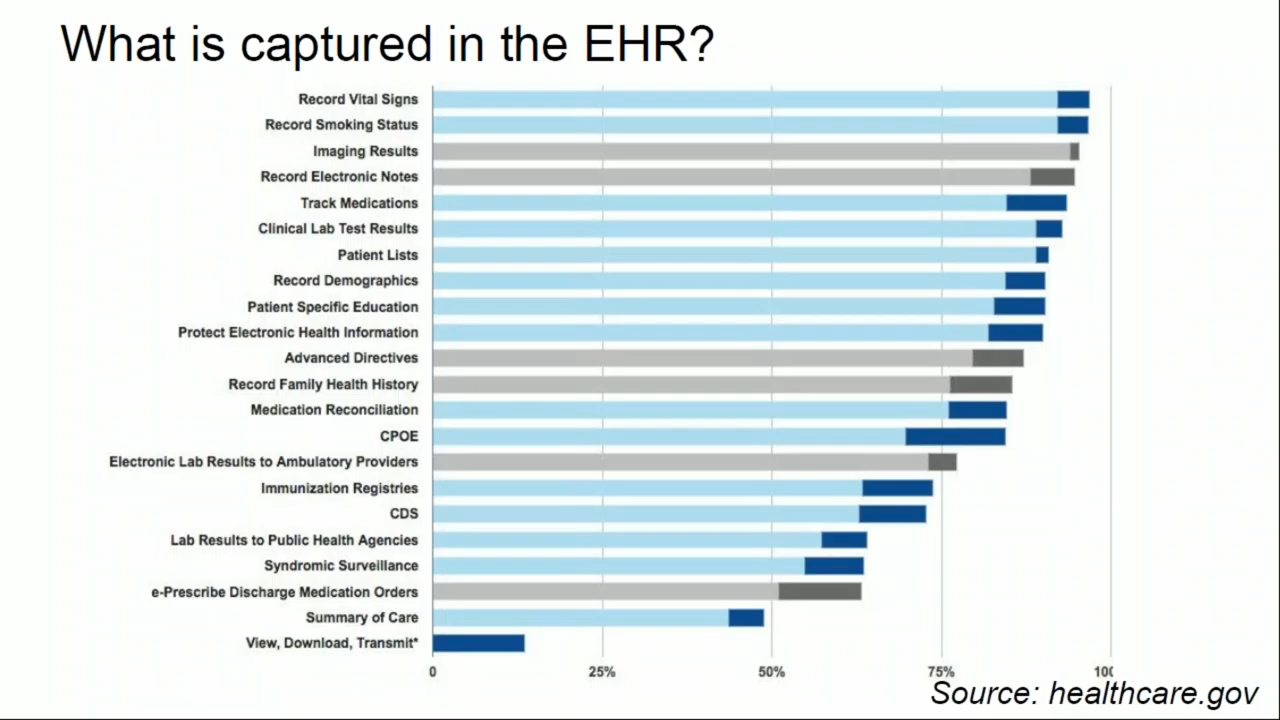 What is captured in the EHR?
Record Vital Signs
Record Smoking Status
Imaging Results
Record Electronic Notes
Track Medications
Clinical Lab Test Results
Patient Lists
Record Demographics
Patient Specific Education
Protect Electronic Health Information
Advanced Directives
Record Family Health History
Medication Reconciliation
CPOE
Electronic Lab Results to Ambulatory Providers
Immunization Registries
CDS
Lab Results to Public Health Agencies
Syndromic Surveillance
e-Prescribe Discharge Medication Orders
Summary of Care
View, Download, Transmit*
0 25% 50% 75% 100
Source: healthcare.gov